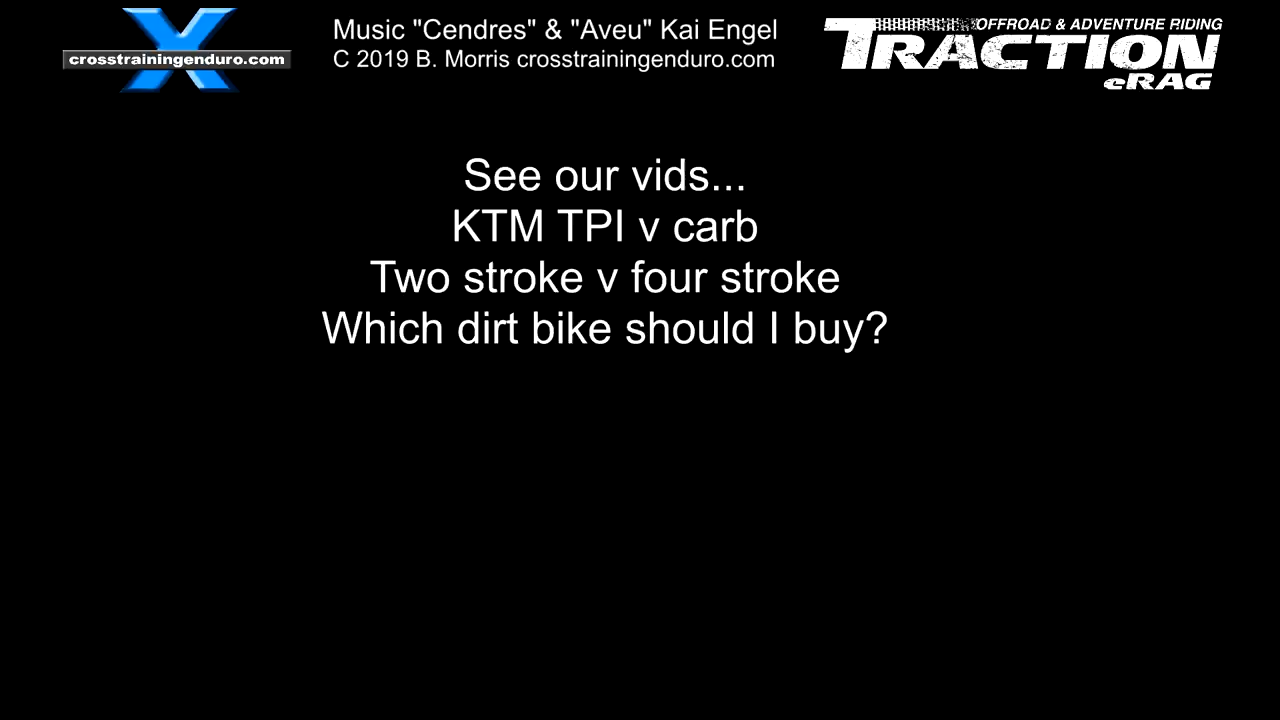 crosstrainingenduro.com
Music "Cendres" & "Aveu" Kai Engel
C 2019 B. Morris crosstrainingenduro.com
OFFROAD & ADVENTURE RIDING
TRACTION
eRAG
See our vids...
KTM TPI v carb
Two stroke v four stroke
Which dirt bike should I buy?